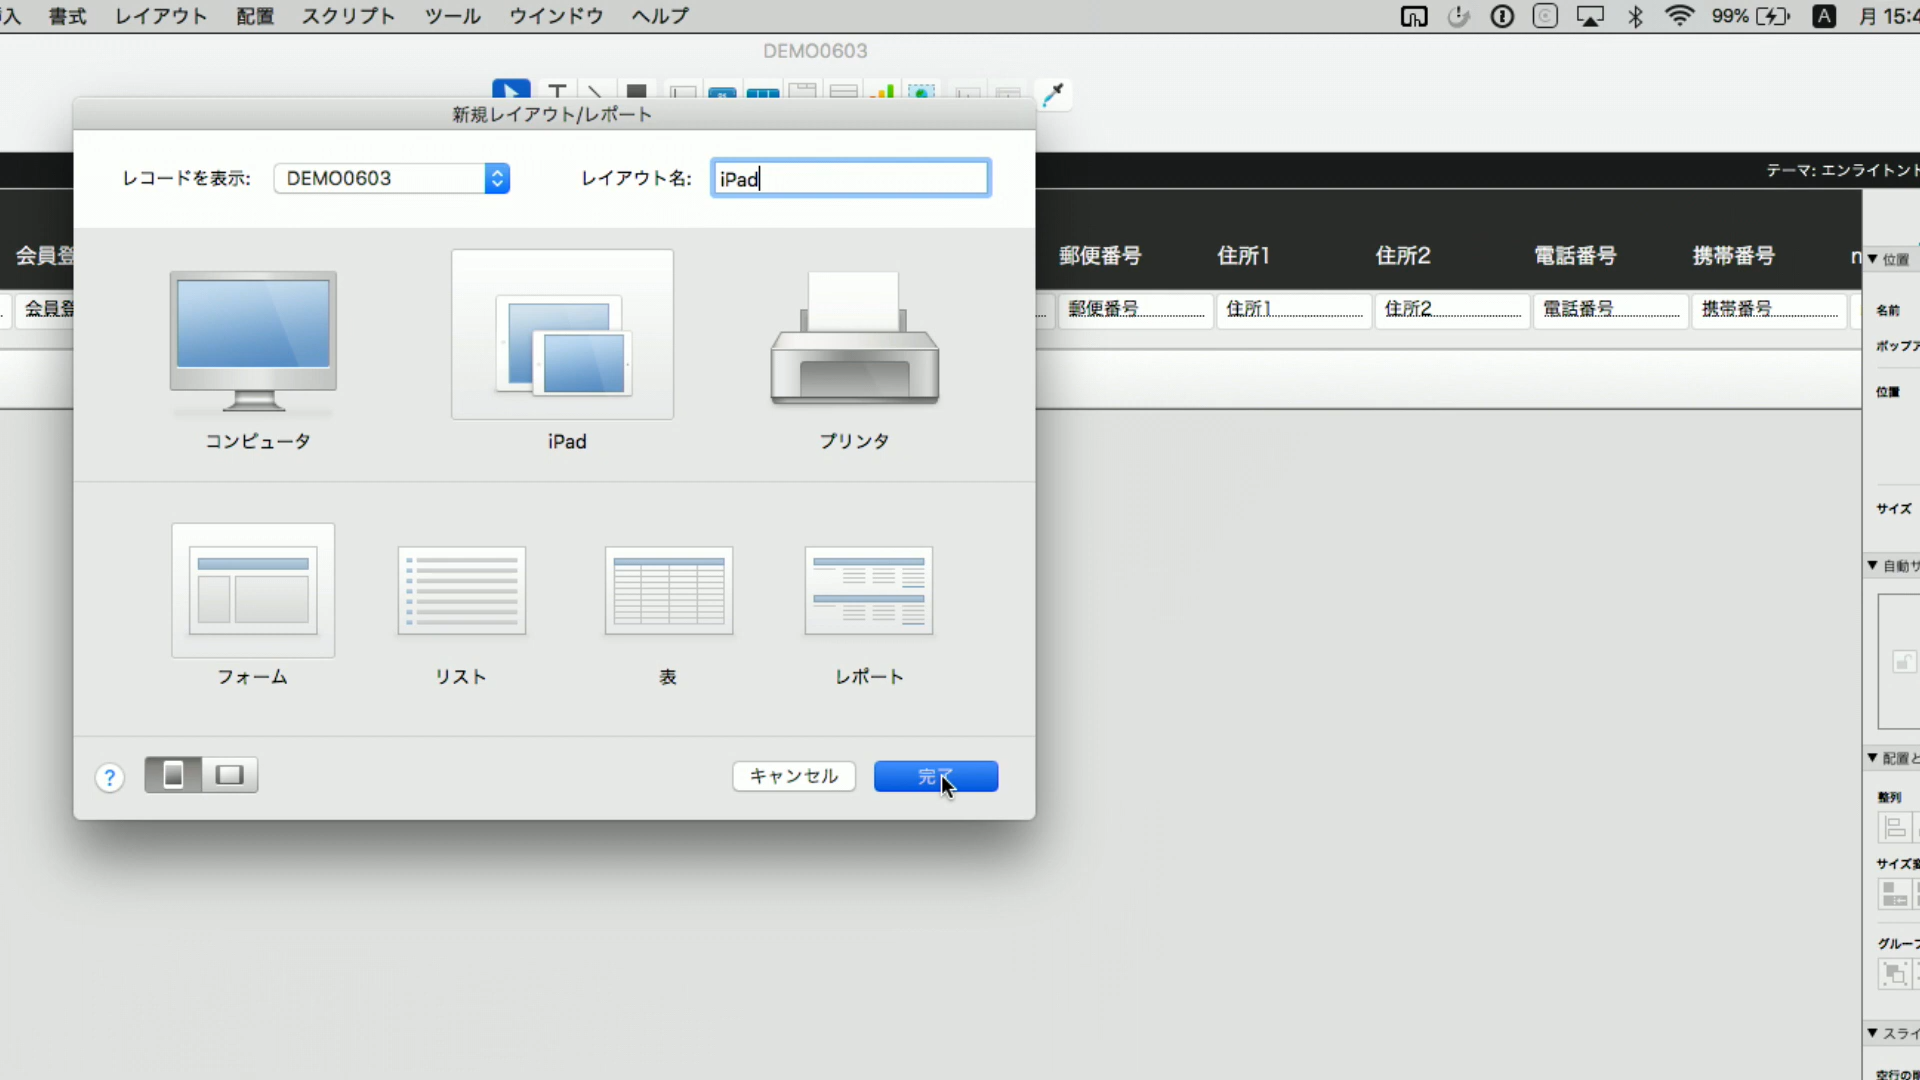 入 書式 レイアウト 配置 スクリプト ツール ウインドウ ヘルプ
99% A 月 15:4
DEMO0603
新規レイアウト/レポート
レコードを表示: DEMO0603 レイアウト名: iPad
テーマ: エンライトント
会員登 郵便番号 住所1 住所2 電話番号 携帯番号
会員登 郵便番号 住所1 住所2 電話番号 携帯番号
コンピュータ iPad プリンタ
フォーム リスト 表 レポート
? キャンセル 完了
位置
名前
ポップア
位置
サイズ
自動サ
配置と
整列
サイズ変
グループ
スライ
空行の削